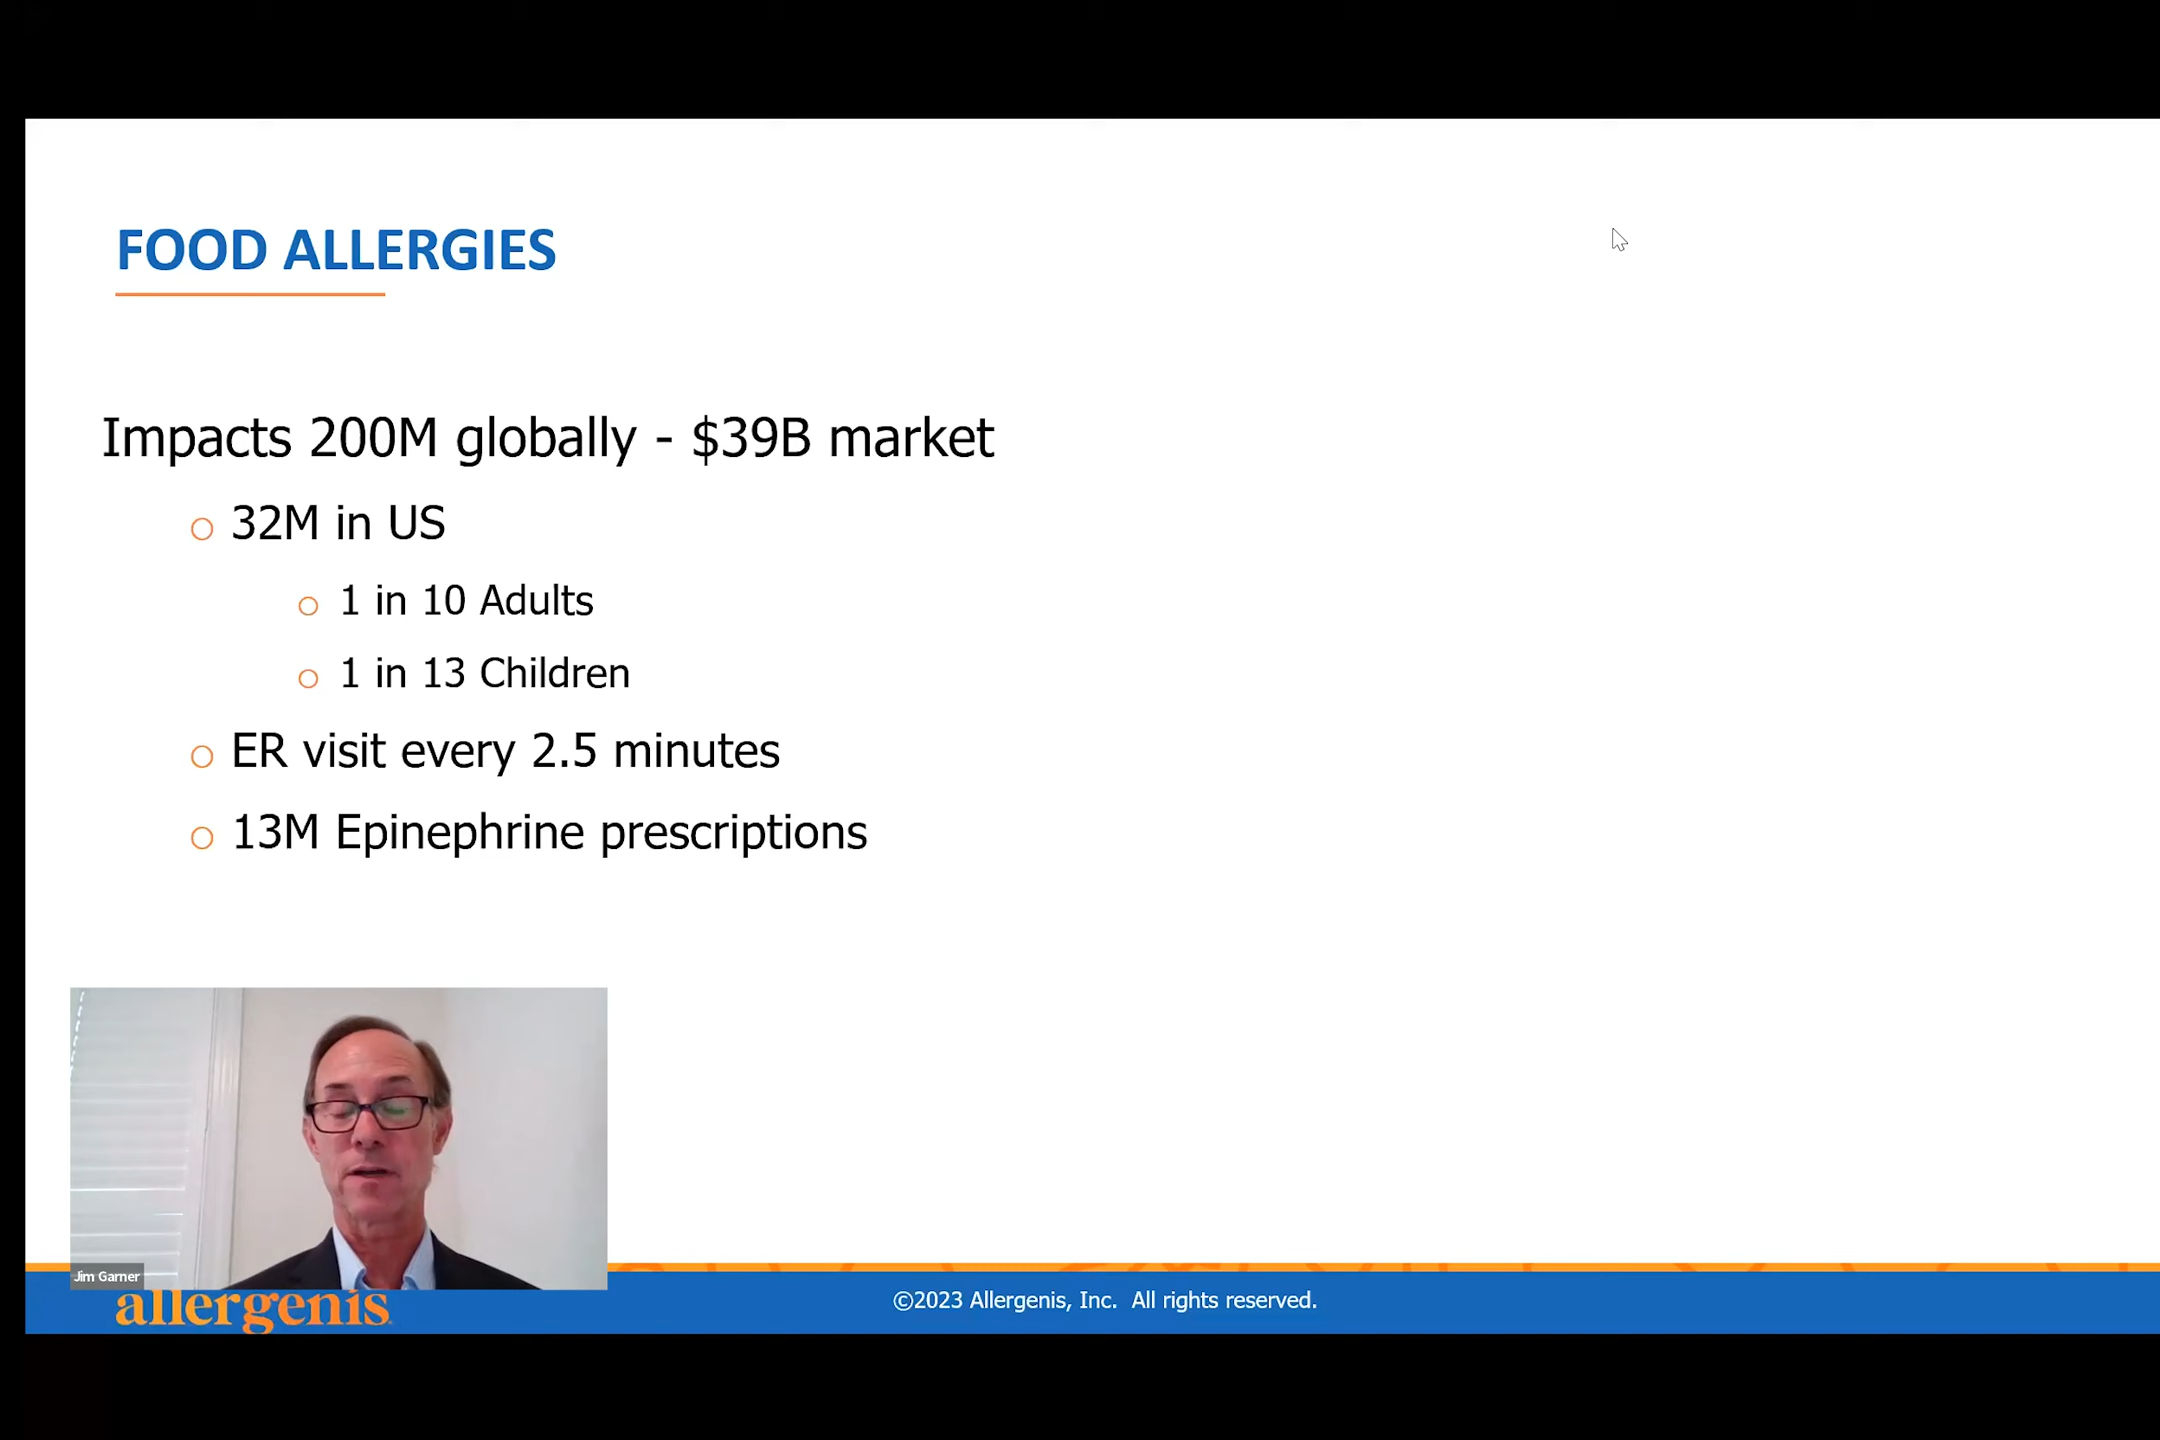 FOOD ALLERGIES
Impacts 200M globally - $39B market
32M in US
1 in 10 Adults
1 in 13 Children
ER visit every 2.5 minutes
13M Epinephrine prescriptions
Jim Garner
allergenis
©2023 Allergenis, Inc. All rights reserved.